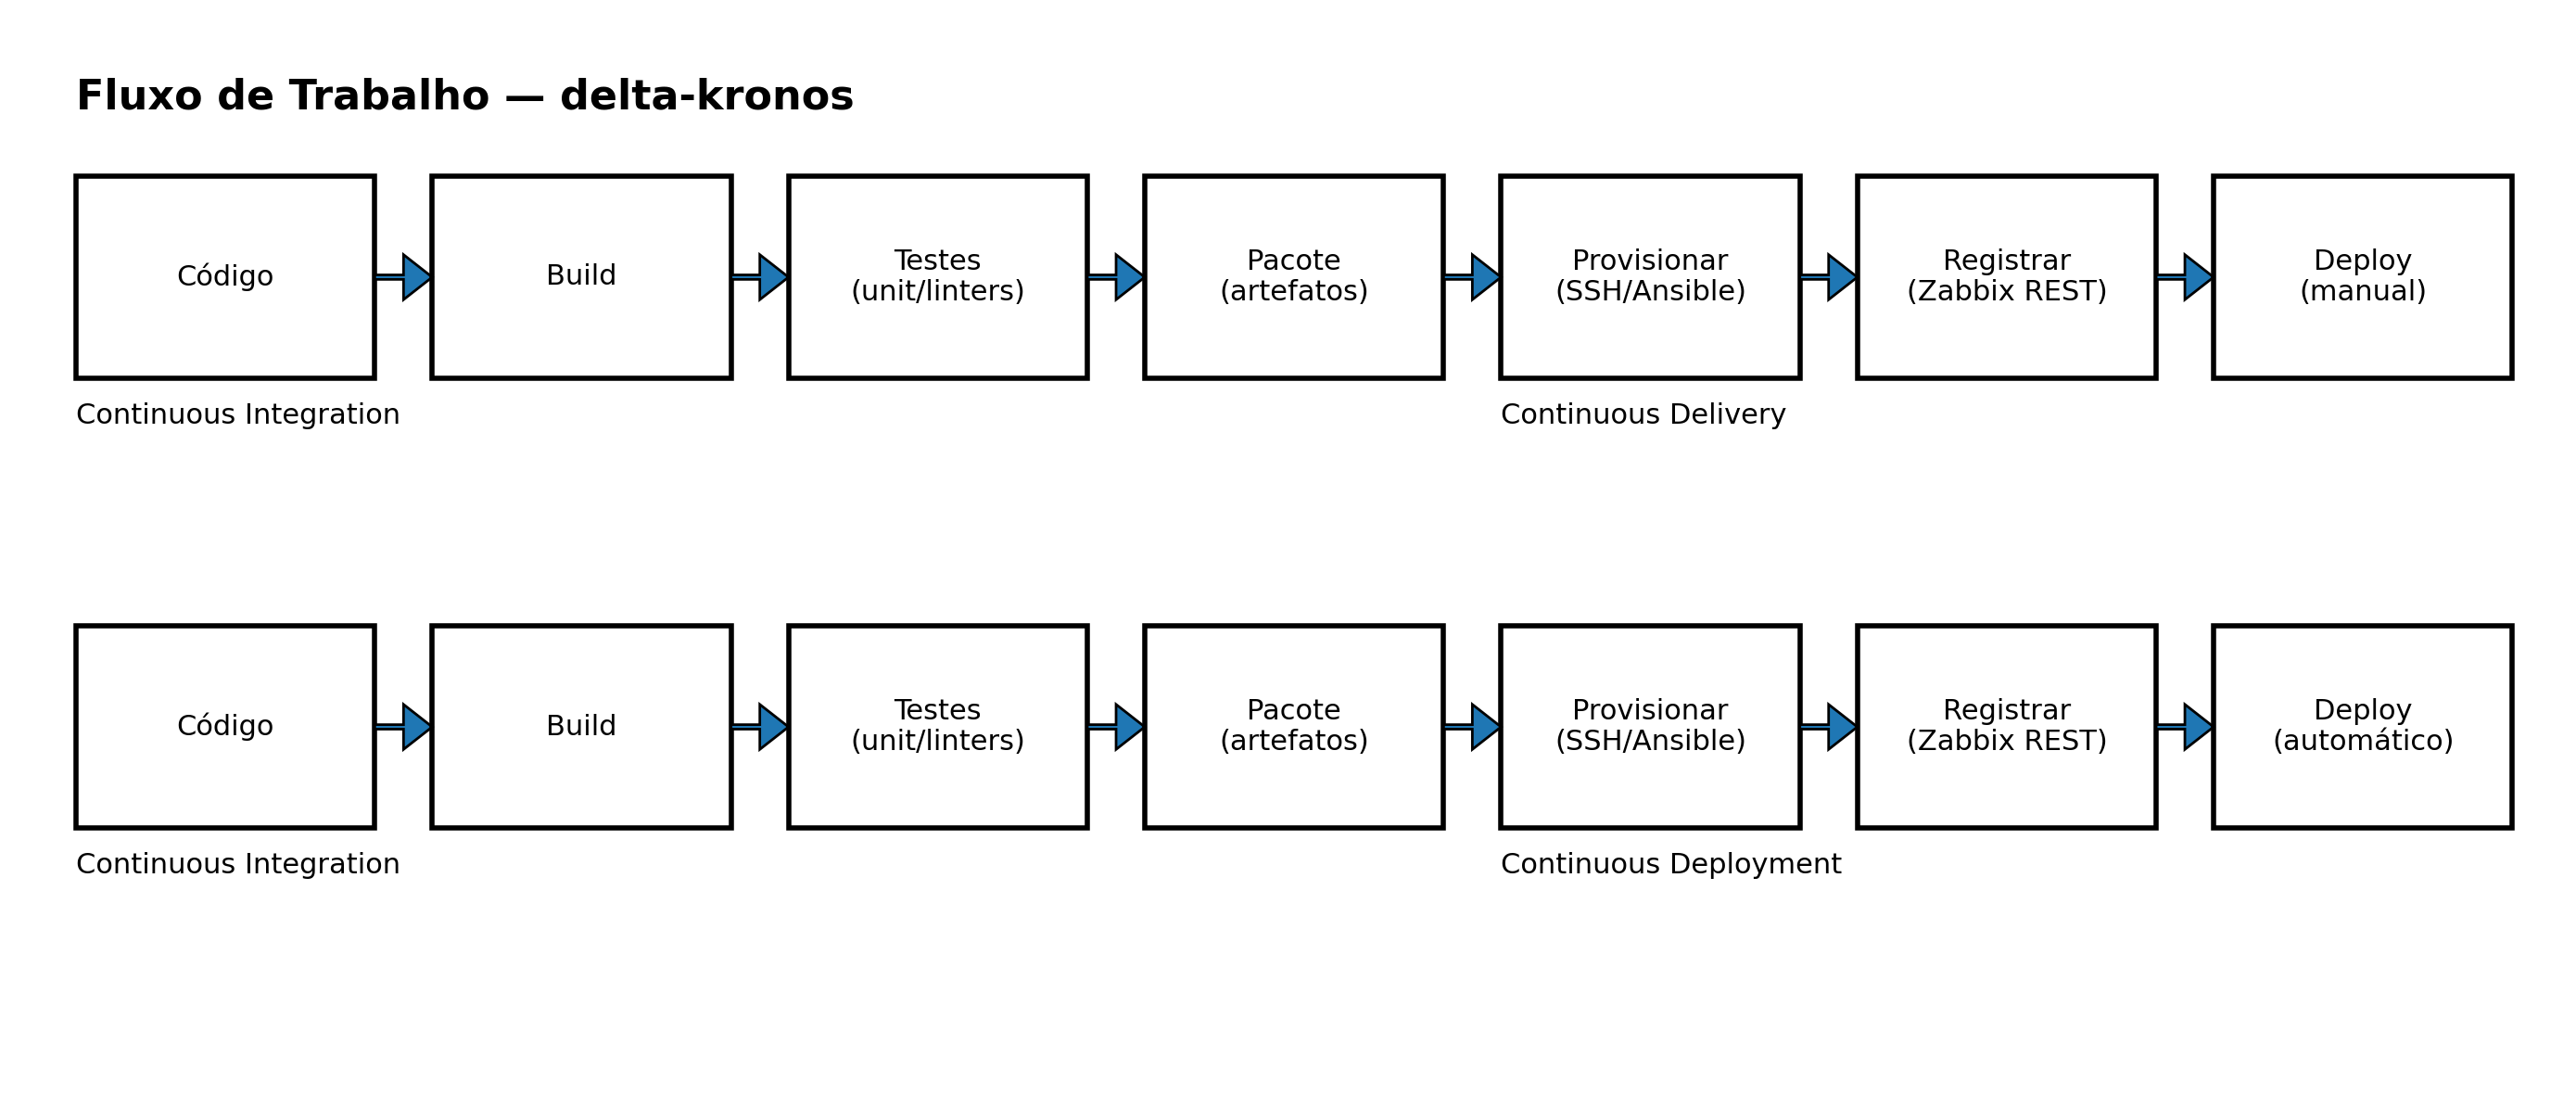 Fluxo de Trabalho — delta-kronos
Código
Build
Testes
(unit/linters)
Pacote
(artefatos)
Provisionar
(SSH/Ansible)
Registrar
(Zabbix REST)
Deploy
(manual)
Continuous Integration
Continuous Delivery
Código
Build
Testes
(unit/linters)
Pacote
(artefatos)
Provisionar
(SSH/Ansible)
Registrar
(Zabbix REST)
Deploy
(automático)
Continuous Integration
Continuous Deployment